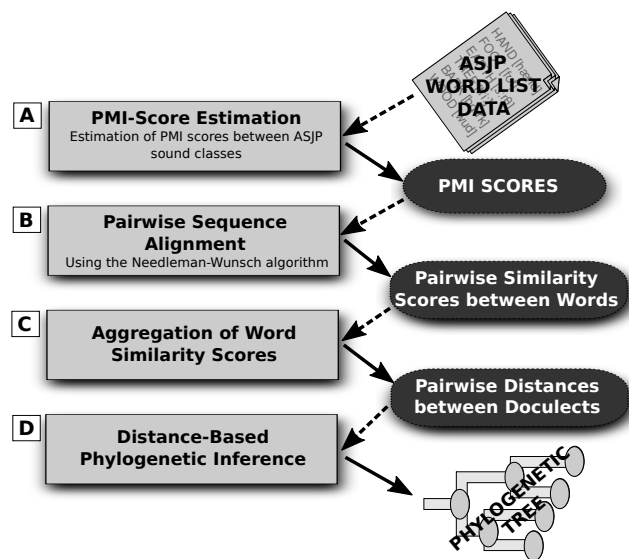 ASJP
WORD LIST
DATA
A
PMI-Score Estimation
Estimation of PMI scores between ASJP
sound classes
PMI SCORES
B
Pairwise Sequence
Alignment
Using the Needleman-Wunsch algorithm
Pairwise Similarity
Scores between Words
C
Aggregation of Word
Similarity Scores
Pairwise Distances
between Doculects
D
Distance-Based
Phylogenetic Inference
PHYLOGENETIC
TREE